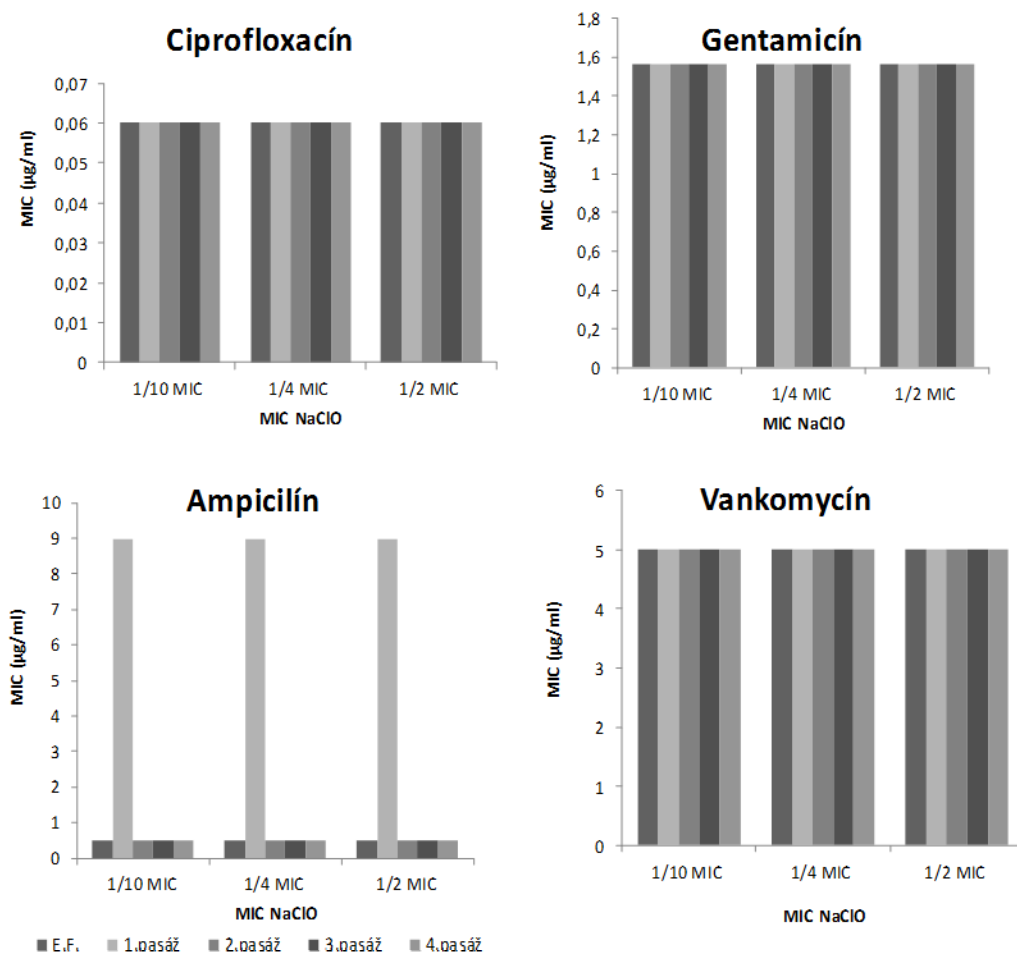 Ciprofloxacín
0,07
0,06
0,05
0,04
0,03
0,02
0,01
0
MIC (µg/ml)
1/10 MIC 1/4 MIC 1/2 MIC
MIC NaClO
Gentamicín
1,8
1,6
1,4
1,2
1
0,8
0,6
0,4
0,2
0
MIC (µg/ml)
1/10 MIC 1/4 MIC 1/2 MIC
MIC NaClO
Ampicilín
10
9
8
7
6
5
4
3
2
1
0
MIC (µg/ml)
1/10 MIC 1/4 MIC 1/2 MIC
MIC NaClO
Vankomycín
6
5
4
3
2
1
0
MIC (µg/ml)
1/10 MIC 1/4 MIC 1/2 MIC
MIC NaClO
E.F. 1.pasáž 2.pasáž 3.pasáž 4.pasáž